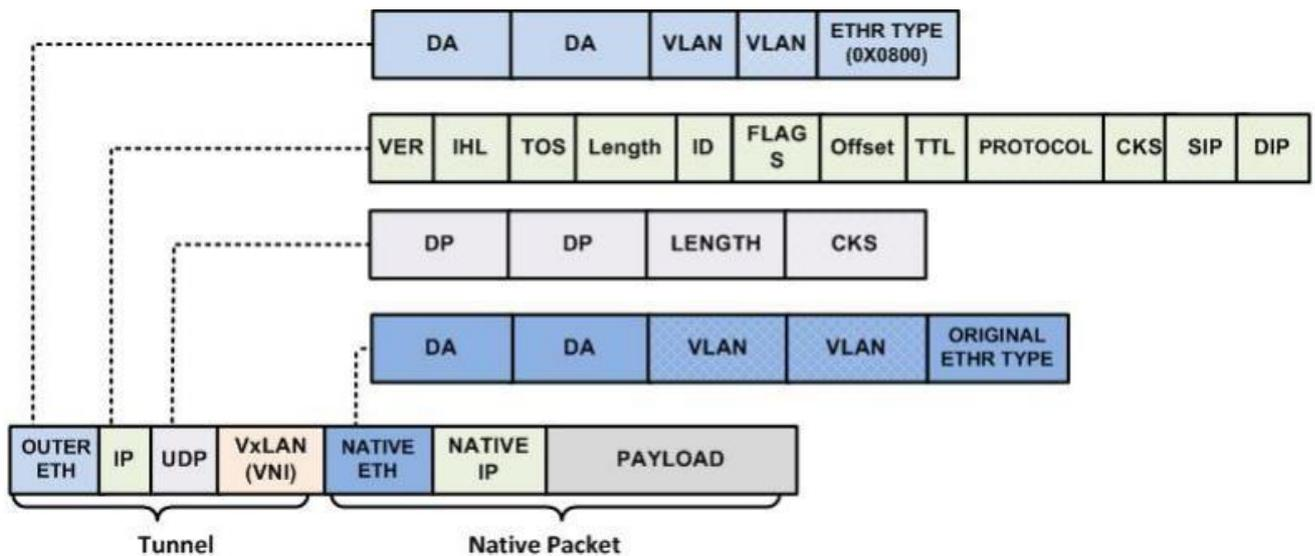 DA DA VLAN VLAN ETHR TYPE
(0X0800)
VER IHL TOS Length ID FLAG
S Offset TTL PROTOCOL CKS SIP DIP
DP DP LENGTH CKS
DA DA VLAN VLAN ORIGINAL
ETHR TYPE
OUTER
ETH IP UDP VxLAN
(VNI) NATIVE
ETH NATIVE
IP PAYLOAD
Tunnel Native Packet